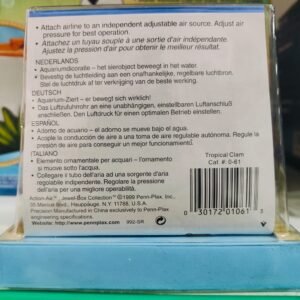 • Attach airline to an independent adjustable air source. Adjust air
pressure for best operation.
• Attachez un tuyau souple à une sortie d'air indépendante.
Ajustez la pression d'air pour obtenir le meilleur résultat.
NEDERLANDS
• Aquariumdecoratie – het sierobject beweegt in het water.
• Bevestig de luchtleiding aan een onafhankelijke, regelbare luchtbron.
Stel de luchtdruk in voor de optimale werking.
DEUTSCH
• Aquarium-Ziert – er bewegt sich wirklich!
• Das Luftzufuhrrohr an eine unabhängigen, einstellbaren Luftanschluß
anschließen. Den Luftdruck für einen optimalen Betrieb einstellen.
ESPAÑOL
• Adorno de acuario – el adorno se mueve bajo el agua.
• Acople la conducción de aire a una toma de aire regulable autónoma. Regule la
presión de aire para conseguir un mejor funcionamiento.
ITALIANO
• Elemento ornamentale per acquari – l'ornamento
si muove sotto l'acqua.
• Collegare il tubo dell'aria ad una sorgente d'aria
regolabile indipendente. Regolare la pressione
dell'aria per una migliore operabilità.
Tropical Clam
Cat. #: 0-61
0 30172 01061 3
Action-Air™, Jewel-Box Collection™ ©1999 Penn-Plax, Inc.
35 Marcus Blvd., Hauppauge, N.Y. 11788, U.S.A.
Precision Manufactured in China exclusively to Penn-Plax
engineering specifications.
http://www.pennplax.com 992-SR